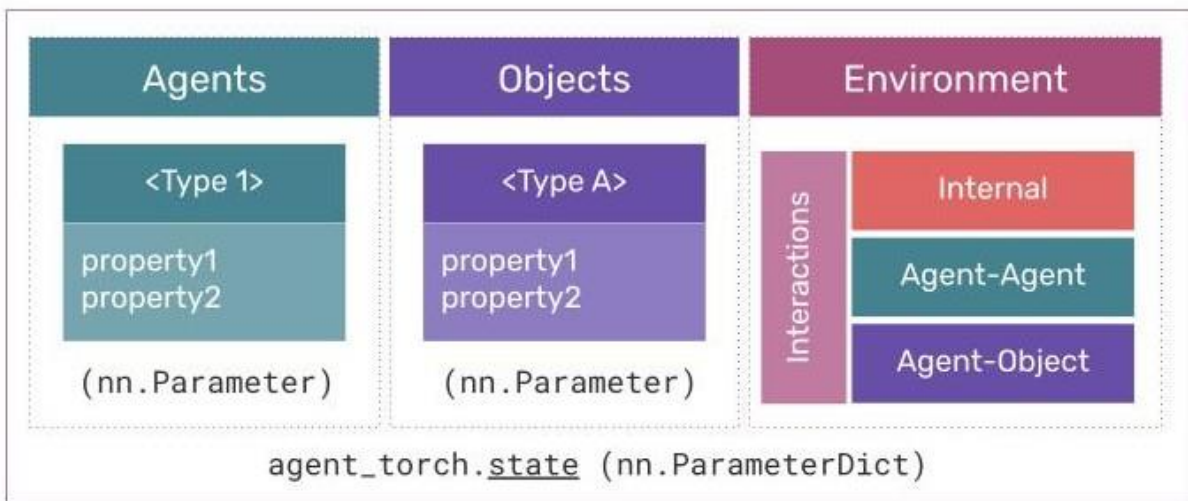 Agents
<Type 1>
property1
property2
(nn.Parameter)
Objects
<Type A>
property1
property2
(nn.Parameter)
Environment
Interactions
Internal
Agent-Agent
Agent-Object
agent_torch.state (nn.ParameterDict)